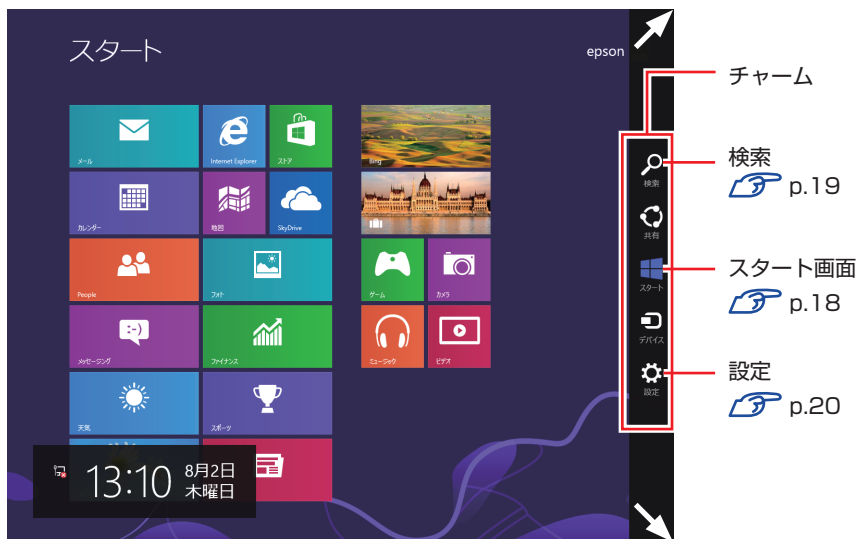 スタート
epson
メール
Internet Explorer
ストア
Bing
カレンダー
地図
SkyDrive
People
フォト
ゲーム
カメラ
メッセージング
ファイナンス
ミュージック
ビデオ
天気
スポーツ
13:10
8月2日
木曜日
検索
共有
スタート
デバイス
設定
チャーム
検索
p.19
スタート画面
p.18
設定
p.20